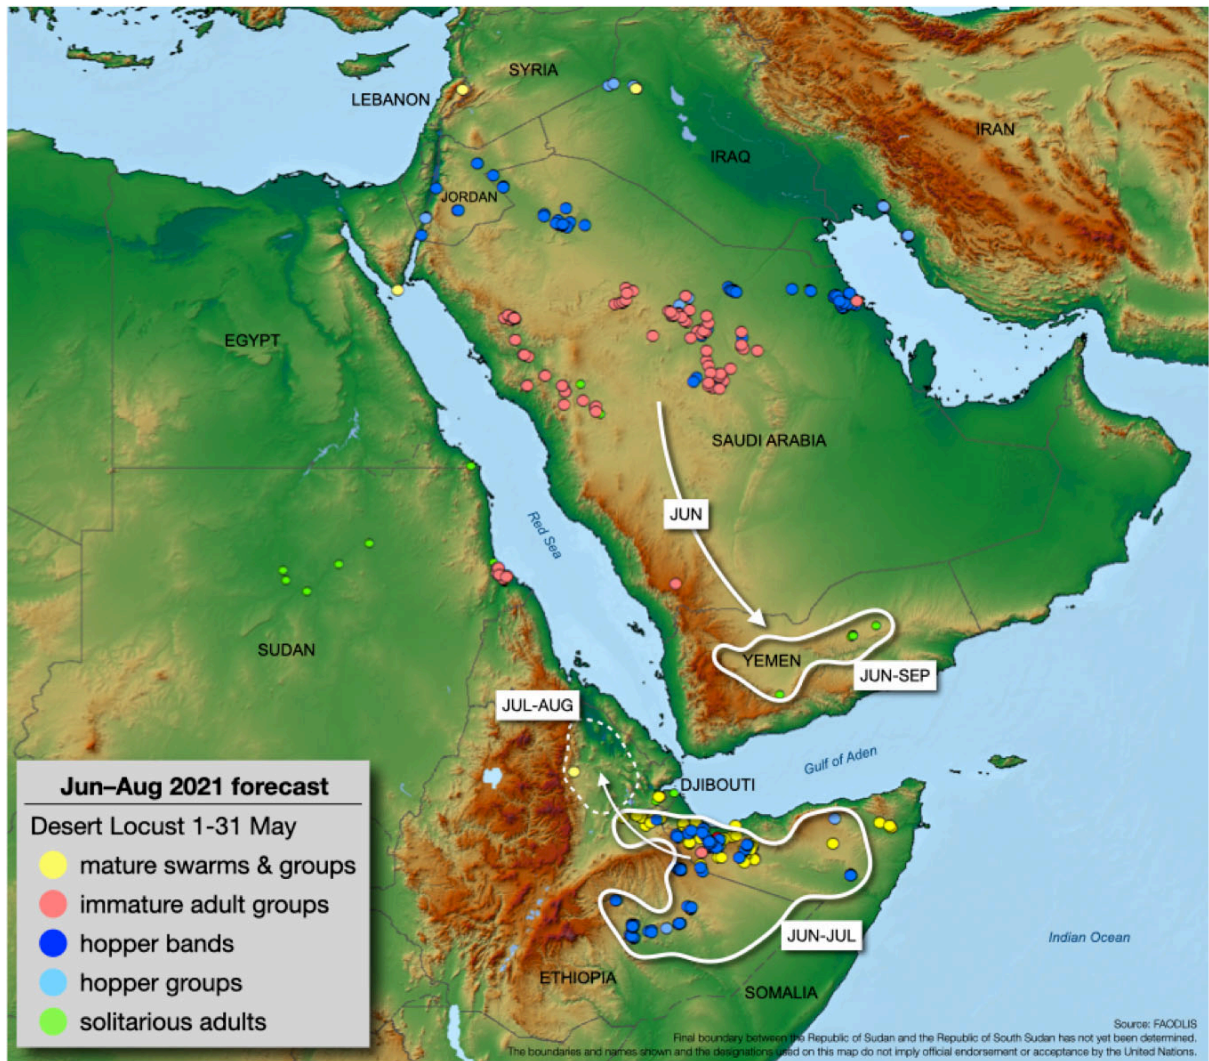 SYRIA
LEBANON
IRAN
IRAQ
JORDAN
EGYPT
SAUDI ARABIA
JUN
Red Sea
SUDAN
YEMEN
JUN-SEP
JUL-AUG
Gulf of Aden
DJIBOUTI
Jun–Aug 2021 forecast
Desert Locust 1-31 May
mature swarms & groups
immature adult groups
hopper bands
hopper groups
solitarious adults
JUN-JUL
Indian Ocean
ETHIOPIA
SOMALIA
Source: FAODLIS
Final boundary between the Republic of Sudan and the Republic of South Sudan has not yet been determined.
The boundaries and names shown and the designations used on this map do not imply official endorsement or acceptance by the United Nations.